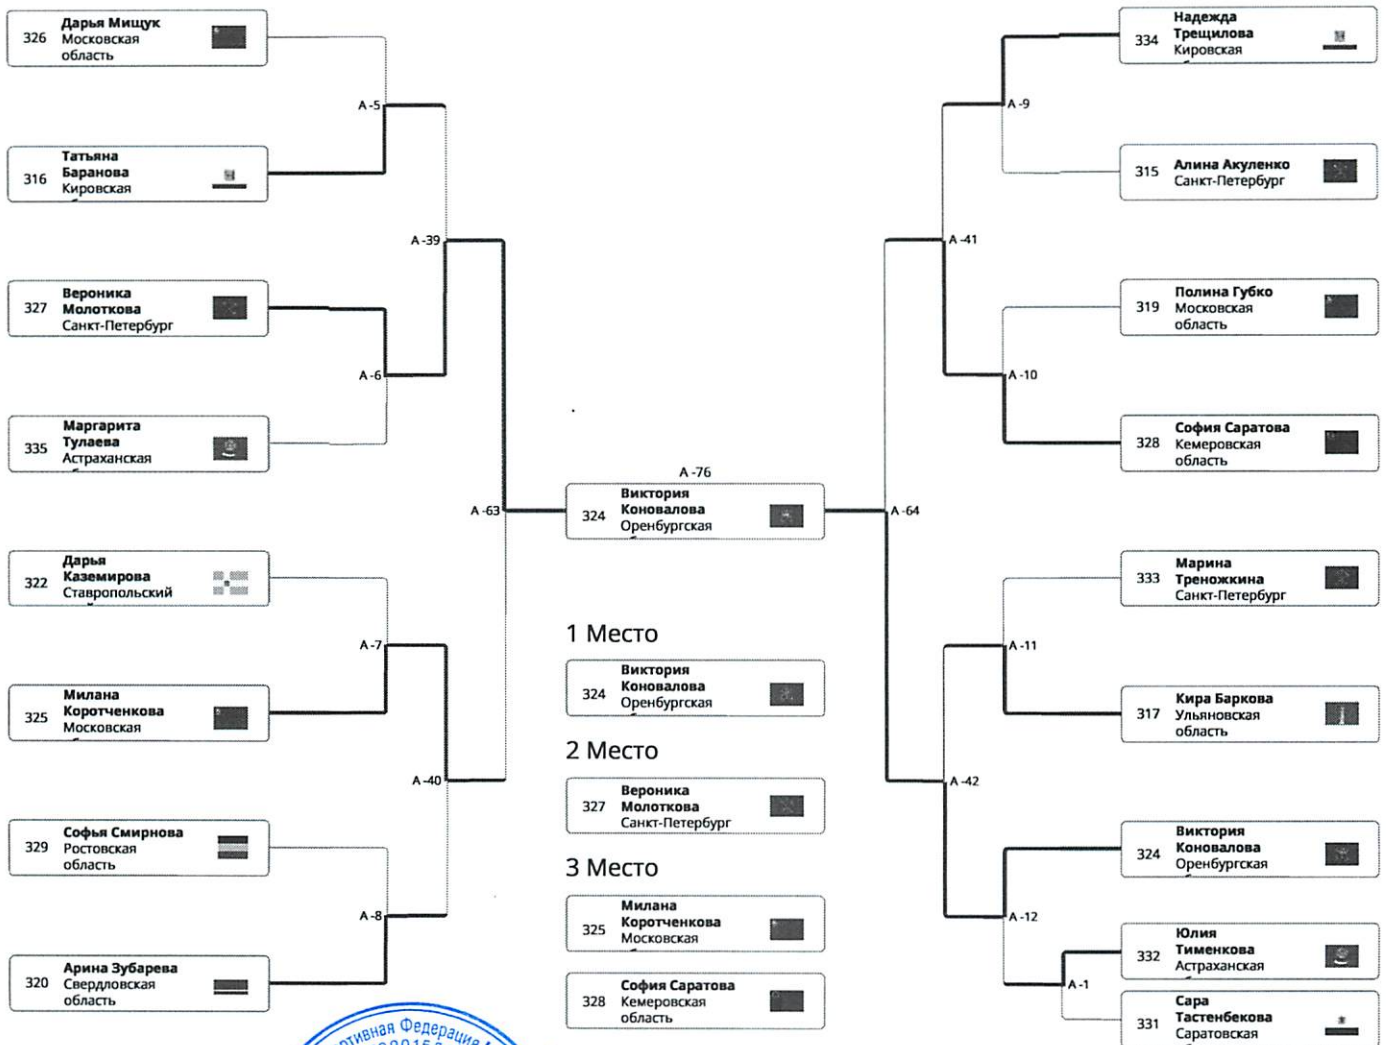 326
Дарья Мищук
Московская
область
316
Татьяна
Баранова
Кировская
327
Вероника
Молоткова
Санкт-Петербург
335
Маргарита
Тулаева
Астраханская
322
Дарья
Каземирова
Ставропольский
325
Милана
Коротченкова
Московская
329
Софья Смирнова
Ростовская
область
320
Арина Зубарева
Свердловская
область
A -5
A -6
A -7
A -8
A -39
A -40
A -63
A -76
324
Виктория
Коновалова
Оренбургская
1 Место
324
Виктория
Коновалова
Оренбургская
2 Место
327
Вероника
Молоткова
Санкт-Петербург
3 Место
325
Милана
Коротченкова
Московская
328
София Саратова
Кемеровская
область
A -64
A -41
A -42
A -9
A -10
A -11
A -12
A -1
334
Надежда
Трещилова
Кировская
315
Алина Акуленко
Санкт-Петербург
319
Полина Губко
Московская
область
328
София Саратова
Кемеровская
область
333
Марина
Треножкина
Санкт-Петербург
317
Кира Баркова
Ульяновская
область
324
Виктория
Коновалова
Оренбургская
332
Юлия
Тименкова
Астраханская
331
Сара
Тастенбекова
Саратовская
Федерация